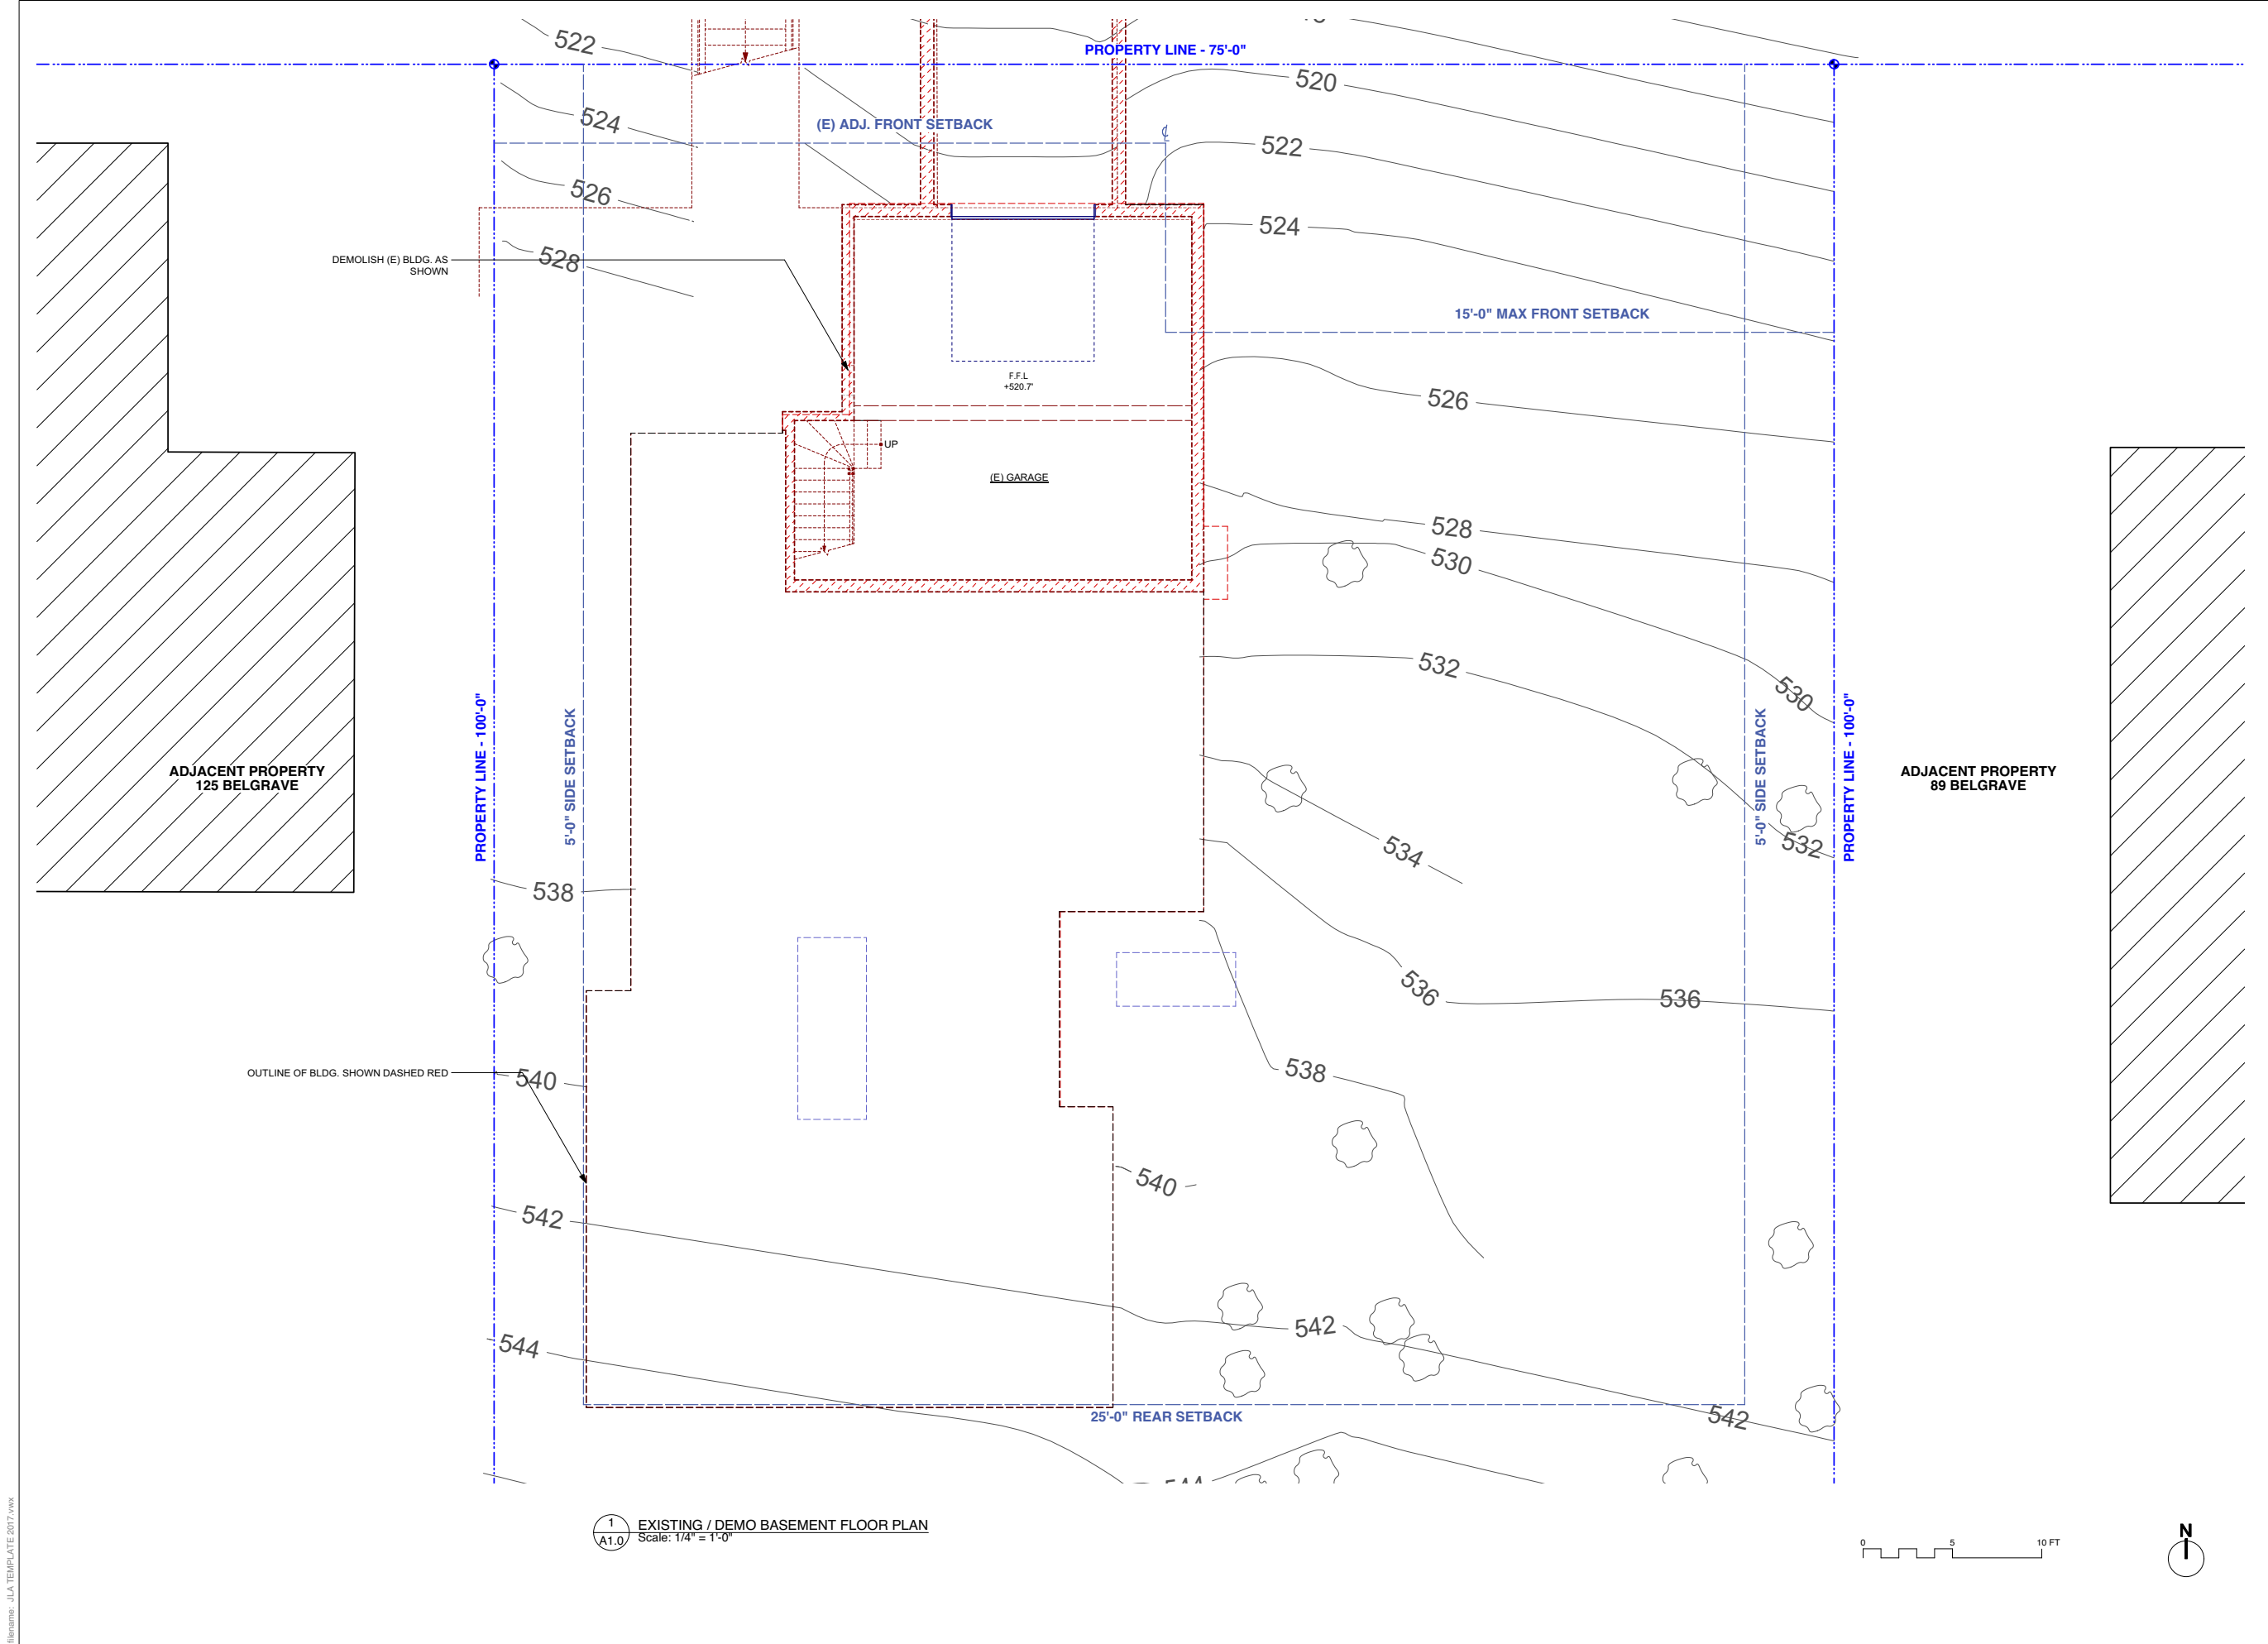 522
PROPERTY LINE - 75'-0"
520
524
(E) ADJ. FRONT SETBACK
℄
522
526
524
528
DEMOLISH (E) BLDG. AS
SHOWN
15'-0" MAX FRONT SETBACK
F.F.L
+520.7'
526
UP
(E) GARAGE
528
530
532
530
PROPERTY LINE - 100'-0"
5'-0" SIDE SETBACK
5'-0" SIDE SETBACK
PROPERTY LINE - 100'-0"
ADJACENT PROPERTY
125 BELGRAVE
ADJACENT PROPERTY
89 BELGRAVE
534
532
538
536
536
538
OUTLINE OF BLDG. SHOWN DASHED RED
540
540
542
542
544
542
25'-0" REAR SETBACK
544
1
A1.0
EXISTING / DEMO BASEMENT FLOOR PLAN
Scale: 1/4" = 1'-0"
0 5 10 FT
N
filename: JLA TEMPLATE 2017.vwx